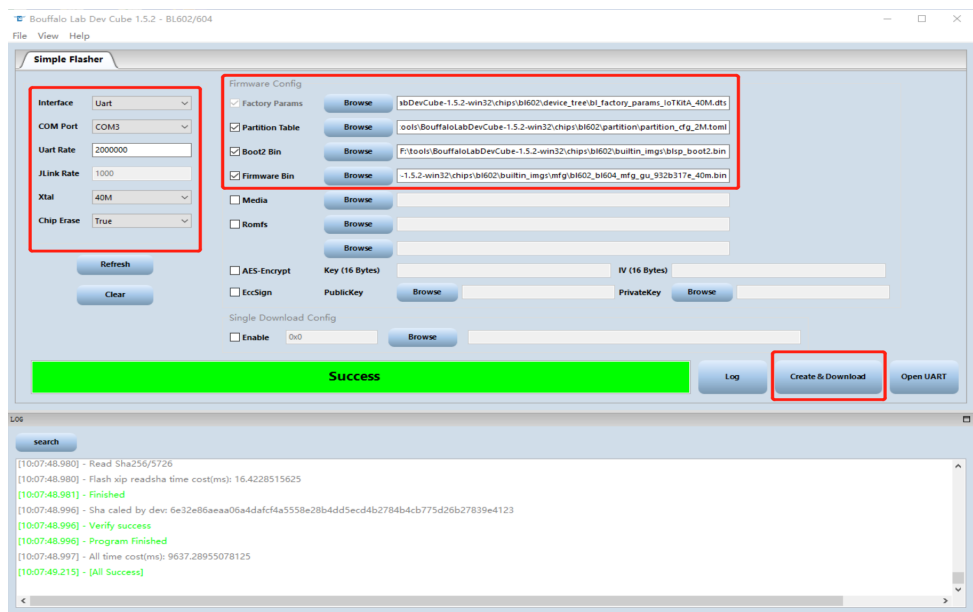 Bouffalo Lab Dev Cube 1.5.2 - BL602/604
File View Help
Simple Flasher
Interface Uart
COM Port COM3
Uart Rate 2000000
JLink Rate 1000
Xtal 40M
Chip Erase True
Refresh
Clear
Firmware Config
Factory Params Browse abDevCube-1.5.2-win32\chips\bl602\device_tree\bl_factory_params_IoTKitA_40M.dts
Partition Table Browse ools\BouffaloLabDevCube-1.5.2-win32\chips\bl602\partition\partition_cfg_2M.toml
Boot2 Bin Browse F:\tools\BouffaloLabDevCube-1.5.2-win32\chips\bl602\builtin_imgs\blsp_boot2.bin
Firmware Bin Browse -1.5.2-win32\chips\bl602\builtin_imgs\mfg\bl602_bl604_mfg_gu_932b317e_40m.bin
Media Browse
Romfs Browse
Browse
AES-Encrypt Key (16 Bytes) IV (16 Bytes)
EccSign PublicKey Browse PrivateKey Browse
Single Download Config
Enable 0x0 Browse
Success
Log
Create & Download
Open UART
LOG
search
[10:07:48.980] - Read Sha256/5726
[10:07:48.980] - Flash xip readsha time cost(ms): 16.4228515625
[10:07:48.981] - Finished
[10:07:48.996] - Sha caled by dev: 6e32e86aeaa06a4dafcf4a5558e28b4dd5ecd4b2784b4cb775d26b27839e4123
[10:07:48.996] - Verify success
[10:07:48.996] - Program Finished
[10:07:48.997] - All time cost(ms): 9637.28955078125
[10:07:49.215] - [All Success]